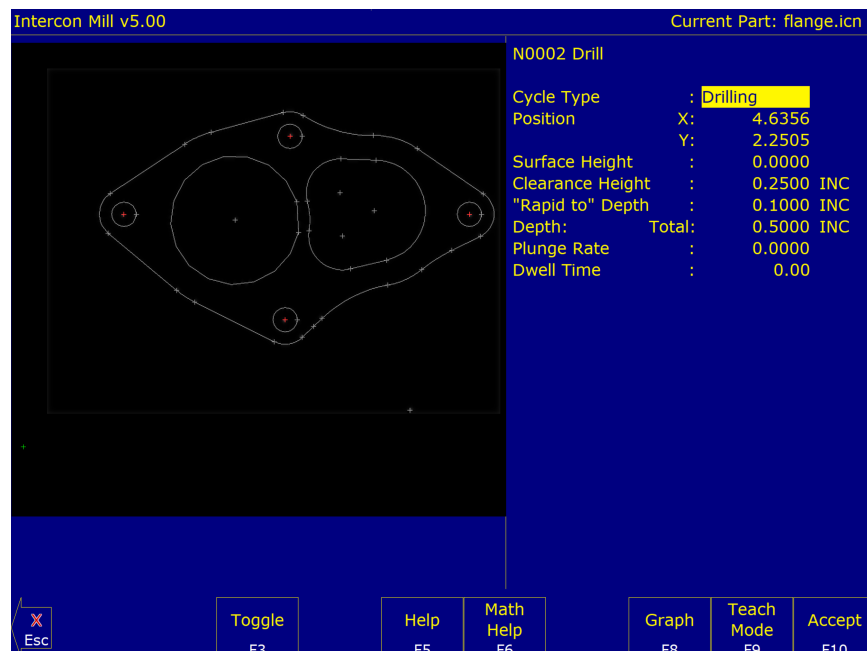 Intercon Mill v5.00 Current Part: flange.icn
N0002 Drill
Cycle Type : Drilling
Position X: 4.6356
Y: 2.2505
Surface Height : 0.0000
Clearance Height : 0.2500 INC
"Rapid to" Depth : 0.1000 INC
Depth: Total: 0.5000 INC
Plunge Rate : 0.0000
Dwell Time : 0.00
X
Esc
Toggle
F3
Help
F5
Math
Help
F6
Graph
F8
Teach
Mode
F9
Accept
F10